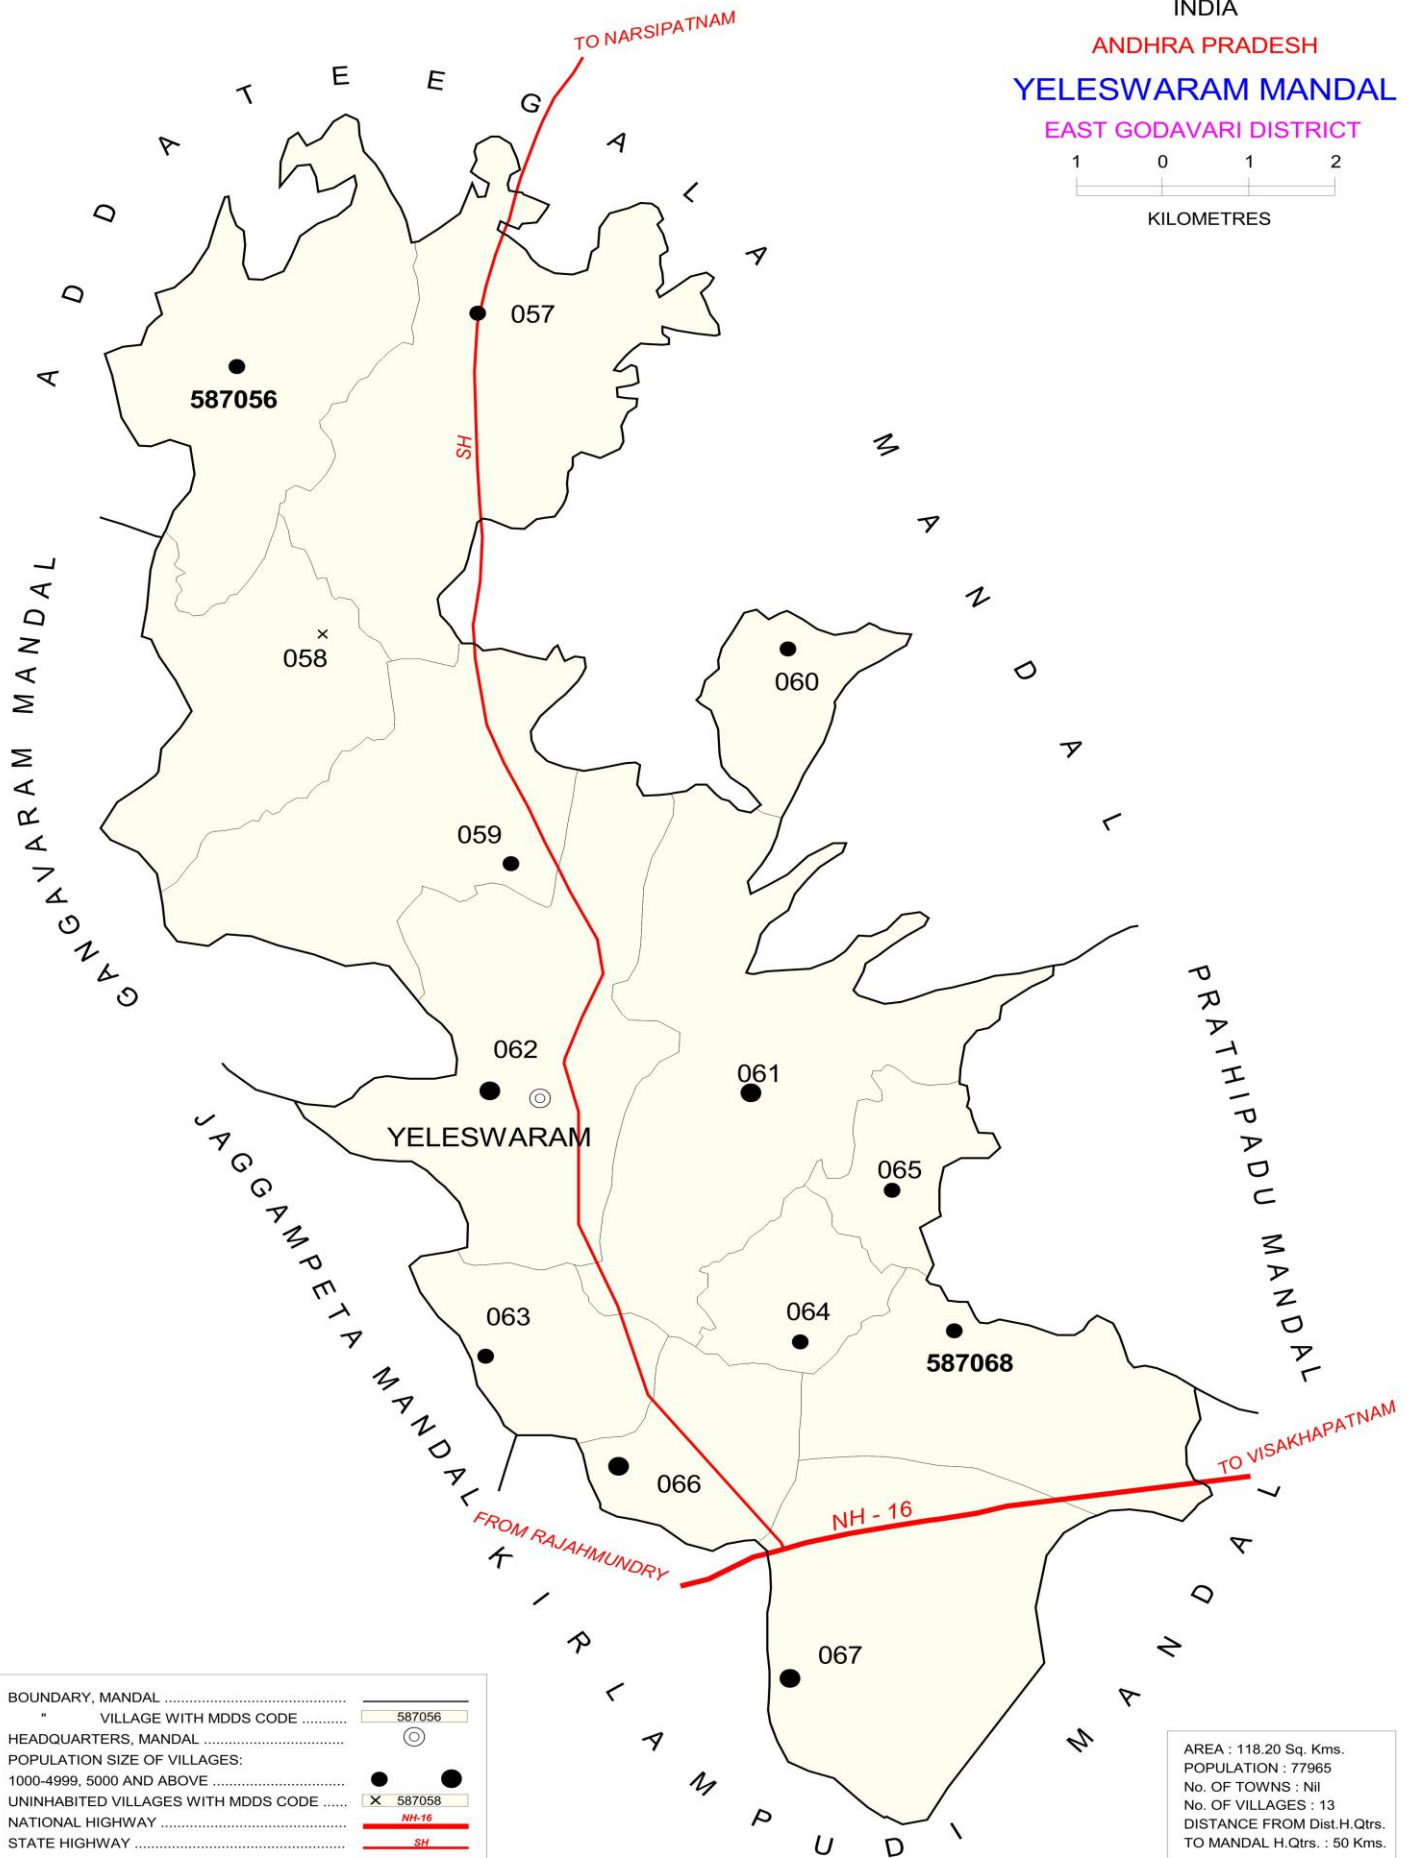 INDIA
ANDHRA PRADESH
YELESWARAM MANDAL
EAST GODAVARI DISTRICT
1 0 1 2
KILOMETRES
TO NARSIPATNAM
ADDATEEGALA MANDAL
057
587056
SH
GANGAVARAM MANDAL
058
060
059
062
061
YELESWARAM
065
PRATHIPADU MANDAL
JAGGAMPETA MANDAL
063
064
587068
066
TO VISAKHAPATNAM
NH - 16
FROM RAJAHMUNDRY
KIRLAMPUDI MANDAL
067
BOUNDARY, MANDAL ............................................
" VILLAGE WITH MDDS CODE ........... 587056
HEADQUARTERS, MANDAL ..................................
POPULATION SIZE OF VILLAGES:
1000-4999, 5000 AND ABOVE ................................
UNINHABITED VILLAGES WITH MDDS CODE ...... × 587058
NATIONAL HIGHWAY ............................................ NH-16
STATE HIGHWAY ................................................... SH
AREA : 118.20 Sq. Kms.
POPULATION : 77965
No. OF TOWNS : Nil
No. OF VILLAGES : 13
DISTANCE FROM Dist.H.Qtrs.
TO MANDAL H.Qtrs. : 50 Kms.